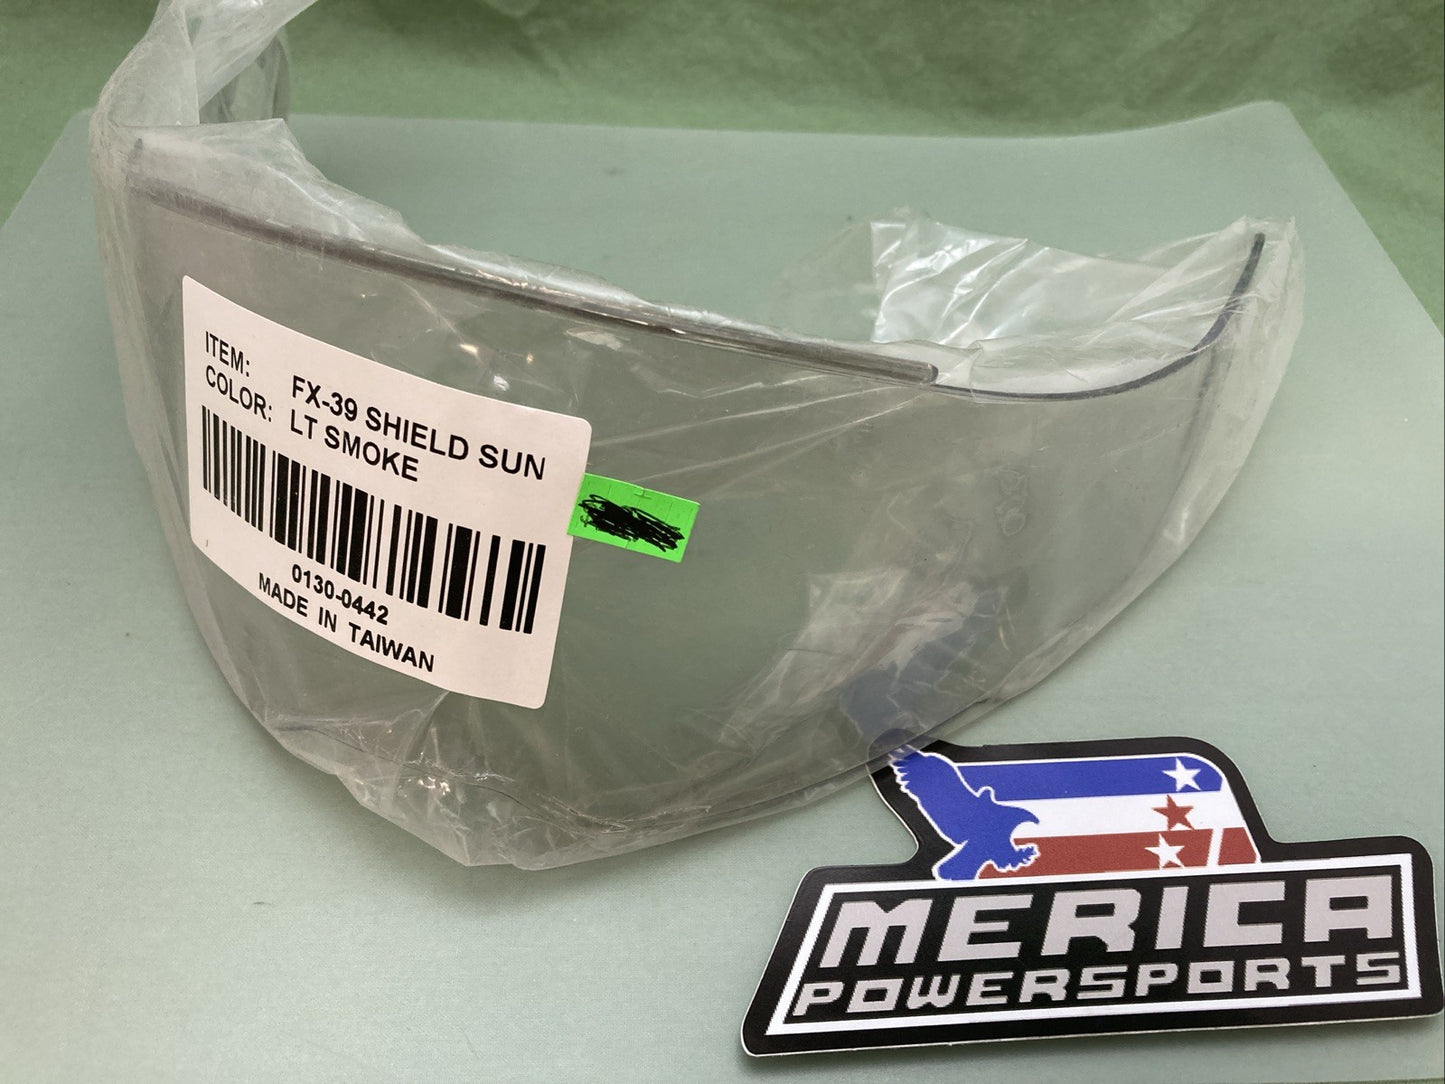 ITEM: FX-39 SHIELD SUN
COLOR: LT SMOKE
0130-0442
MADE IN TAIWAN
MERICA
POWERSPORTS